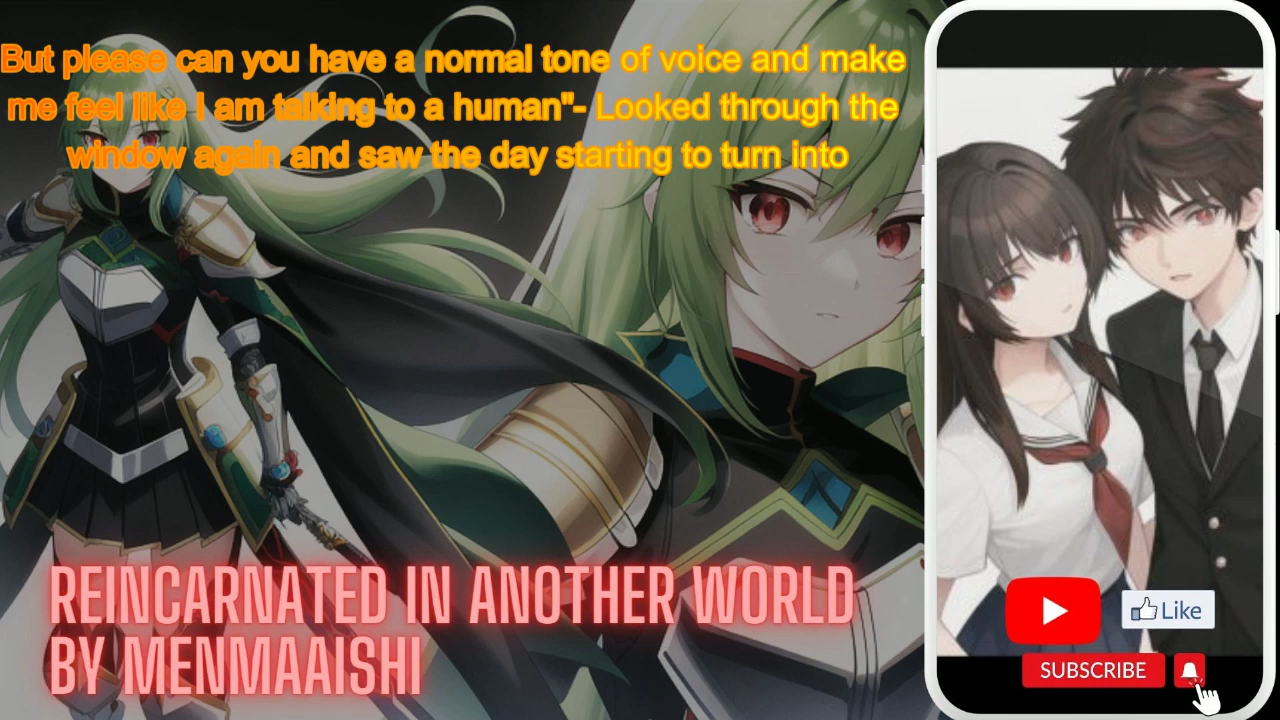 But please can you have a normal tone of voice and make
me feel like I am talking to a human"- Looked through the
window again and saw the day starting to turn into
REINCARNATED IN ANOTHER WORLD
BY MENMAAISHI
Like
SUBSCRIBE